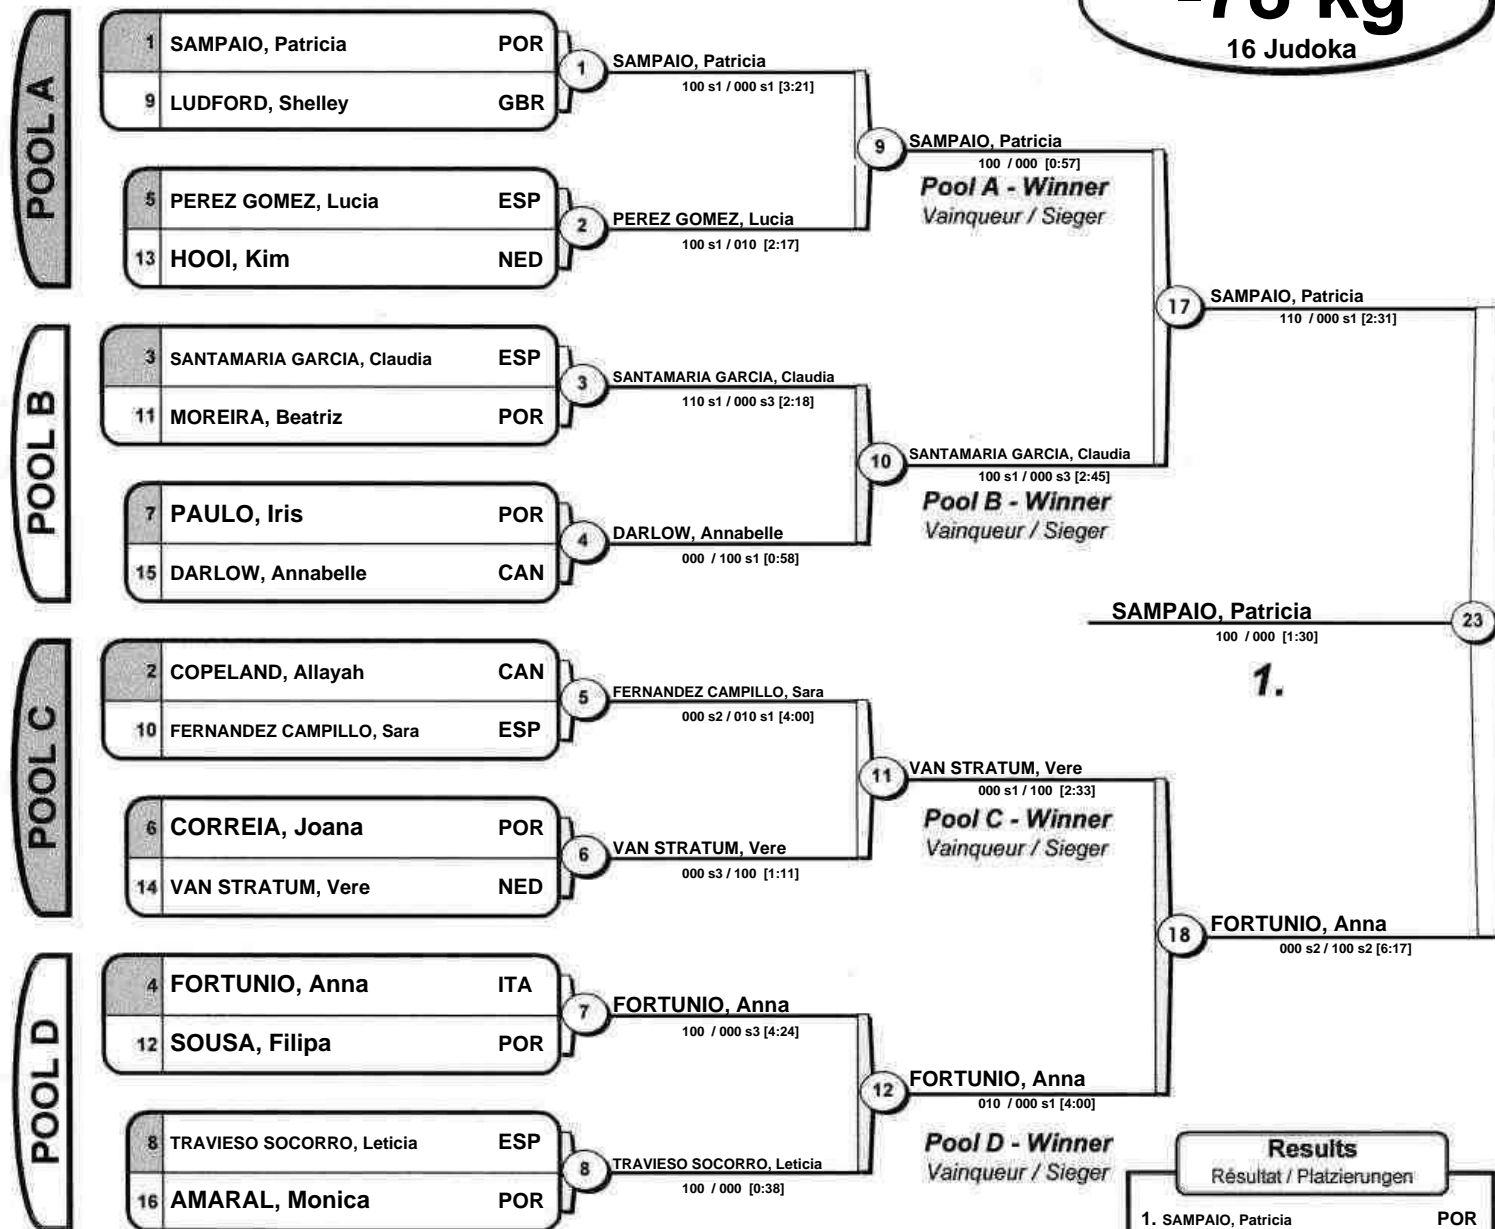 -78 kg
16 Judoka
POOL A
1 SAMPAIO, Patricia POR
9 LUDFORD, Shelley GBR
1
SAMPAIO, Patricia
100 s1 / 000 s1 [3:21]
5 PEREZ GOMEZ, Lucia ESP
13 HOOI, Kim NED
2
PEREZ GOMEZ, Lucia
100 s1 / 010 [2:17]
9
SAMPAIO, Patricia
100 / 000 [0:57]
Pool A - Winner
Vainqueur / Sieger
POOL B
3 SANTAMARIA GARCIA, Claudia ESP
11 MOREIRA, Beatriz POR
3
SANTAMARIA GARCIA, Claudia
110 s1 / 000 s3 [2:18]
7 PAULO, Iris POR
15 DARLOW, Annabelle CAN
4
DARLOW, Annabelle
000 / 100 s1 [0:58]
10
SANTAMARIA GARCIA, Claudia
100 s1 / 000 s3 [2:45]
Pool B - Winner
Vainqueur / Sieger
17
SAMPAIO, Patricia
110 / 000 s1 [2:31]
SAMPAIO, Patricia
23
100 / 000 [1:30]
1.
POOL C
2 COPELAND, Allayah CAN
10 FERNANDEZ CAMPILLO, Sara ESP
5
FERNANDEZ CAMPILLO, Sara
000 s2 / 010 s1 [4:00]
6 CORREIA, Joana POR
14 VAN STRATUM, Vere NED
6
VAN STRATUM, Vere
000 s3 / 100 [1:11]
11
VAN STRATUM, Vere
000 s1 / 100 [2:33]
Pool C - Winner
Vainqueur / Sieger
POOL D
4 FORTUNIO, Anna ITA
12 SOUSA, Filipa POR
7
FORTUNIO, Anna
100 / 000 s3 [4:24]
8 TRAVIESO SOCORRO, Leticia ESP
16 AMARAL, Monica POR
8
TRAVIESO SOCORRO, Leticia
100 / 000 [0:38]
12
FORTUNIO, Anna
010 / 000 s1 [4:00]
Pool D - Winner
Vainqueur / Sieger
18
FORTUNIO, Anna
000 s2 / 100 s2 [6:17]
Results
Résultat / Platzierungen
1. SAMPAIO, Patricia POR